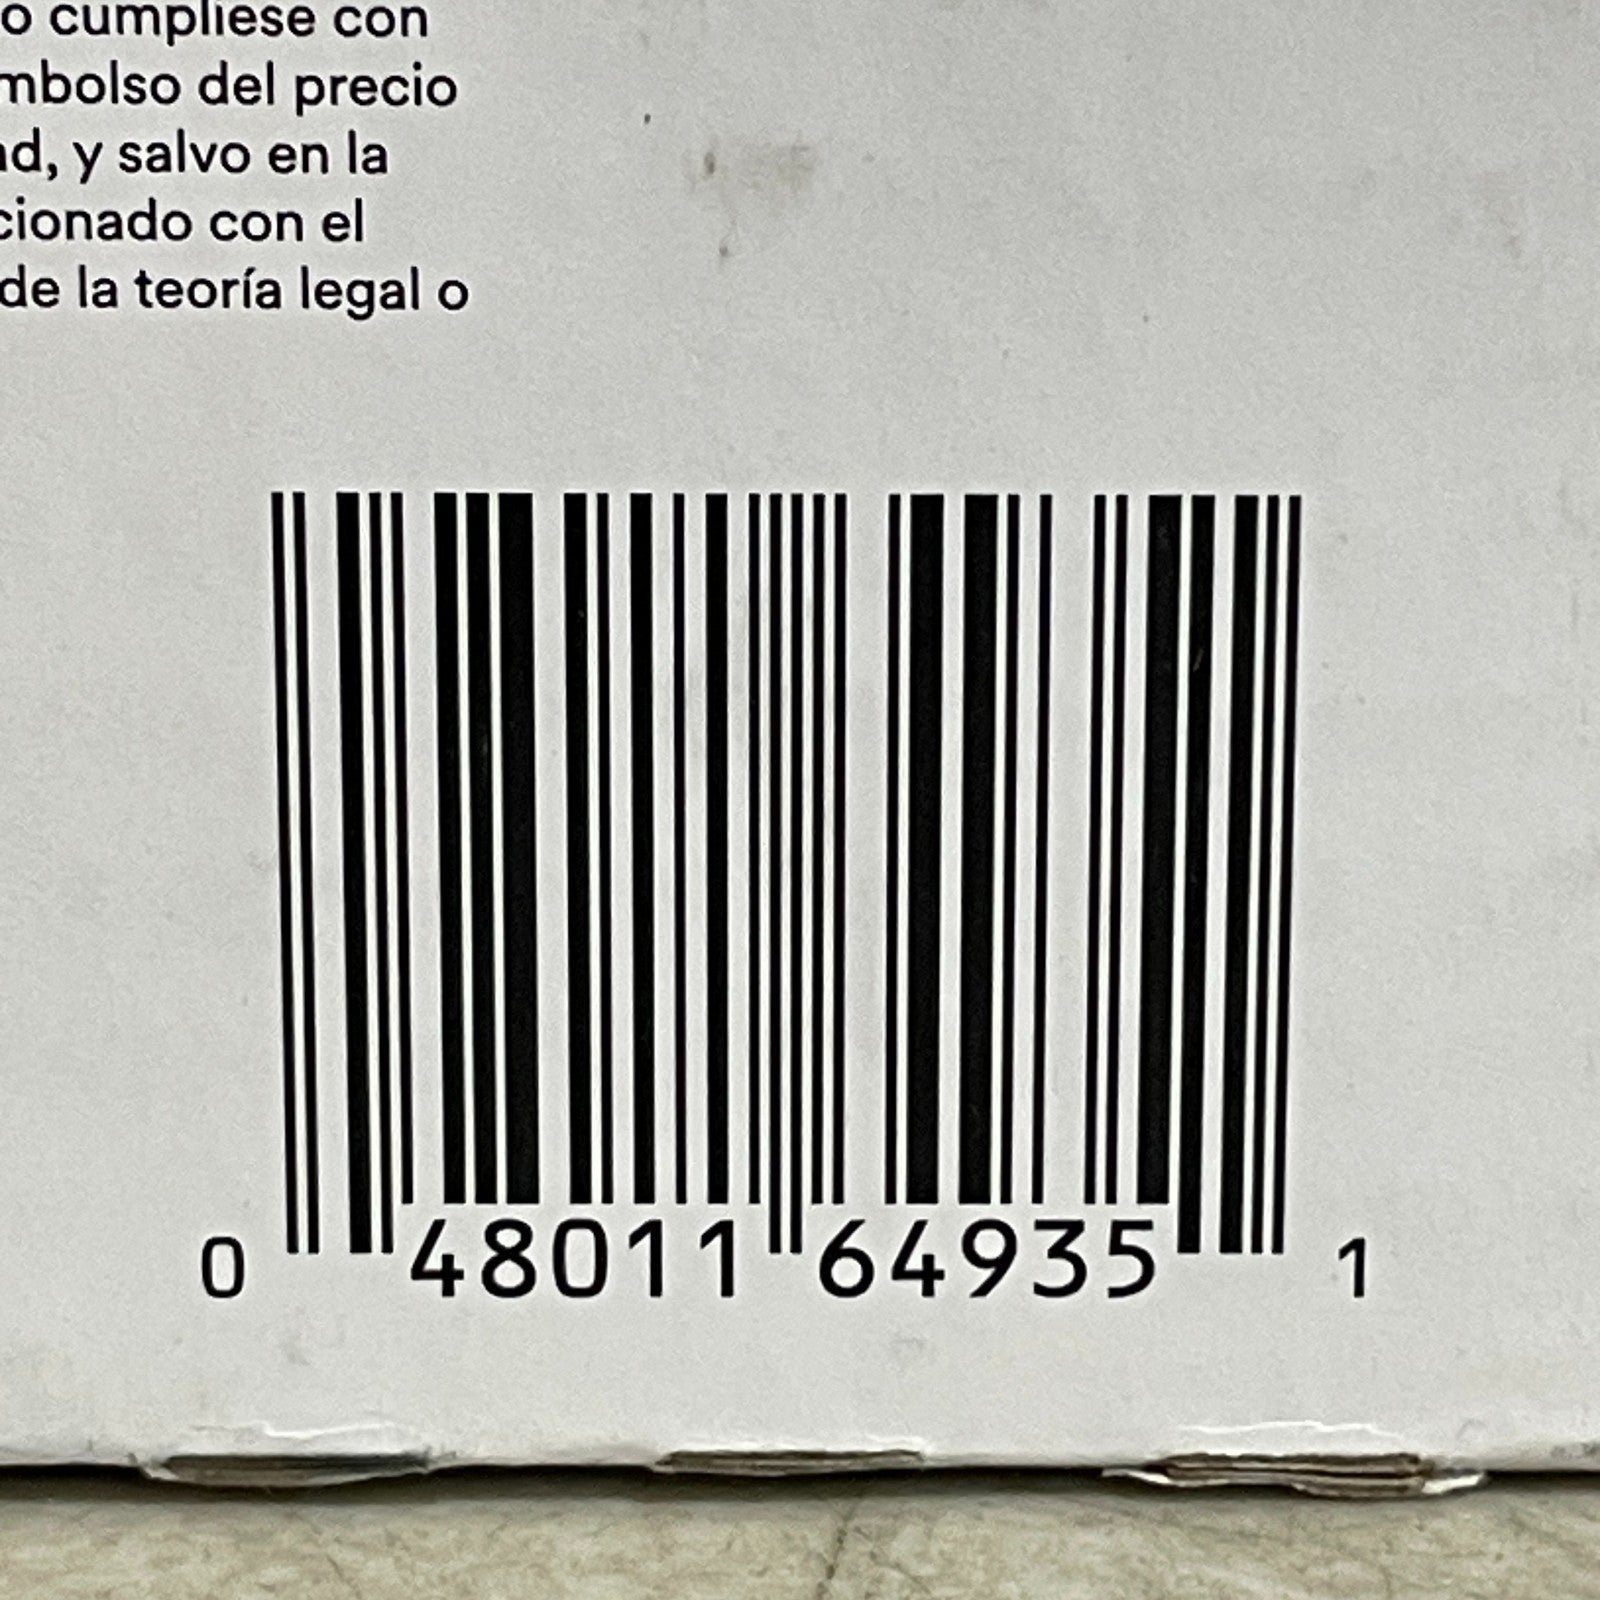 o cumpliese con
mbolso del precio
ad, y salvo en la
cionado con el
de la teoría legal o
0 48011 64935 1